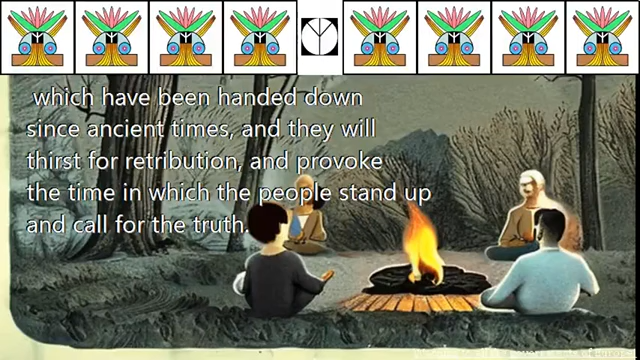 which have been handed down
since ancient times, and they will
thirst for retribution, and provoke
the time in which the people stand up
and call for the truth.